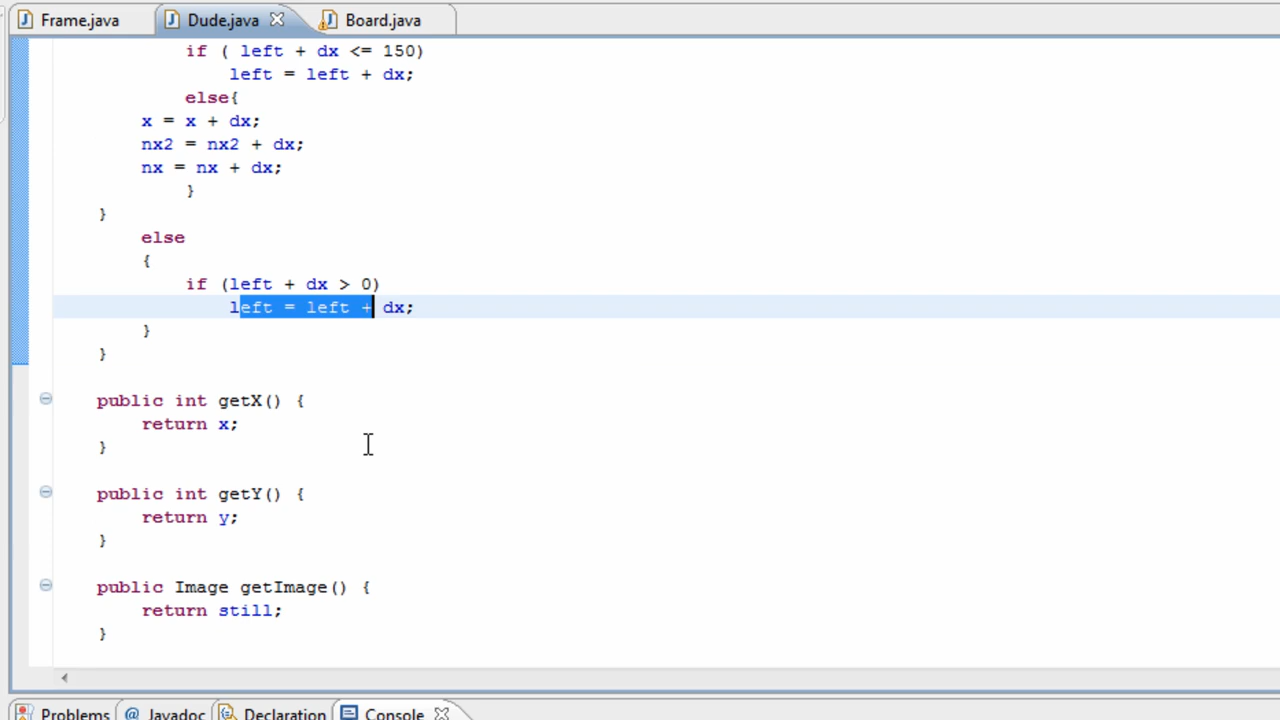 Frame.java Dude.java Board.java
if ( left + dx <= 150)
left = left + dx;
else{
x = x + dx;
nx2 = nx2 + dx;
nx = nx + dx;
}
}
else
{
if (left + dx > 0)
left = left + dx;
}
}
public int getX() {
return x;
}
public int getY() {
return y;
}
public Image getImage() {
return still;
}
Problems @ Javadoc Declaration Console